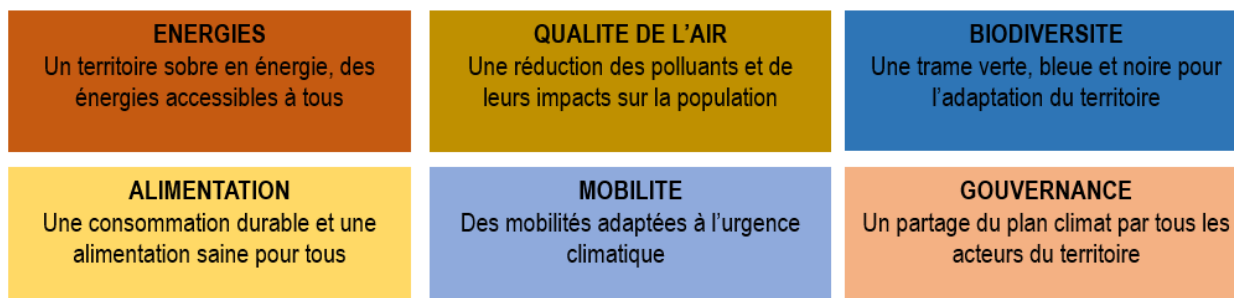 ENERGIES
Un territoire sobre en énergie, des
énergies accessibles à tous
QUALITE DE L’AIR
Une réduction des polluants et de
leurs impacts sur la population
BIODIVERSITE
Une trame verte, bleue et noire pour
l’adaptation du territoire
ALIMENTATION
Une consommation durable et une
alimentation saine pour tous
MOBILITE
Des mobilités adaptées à l’urgence
climatique
GOUVERNANCE
Un partage du plan climat par tous les
acteurs du territoire